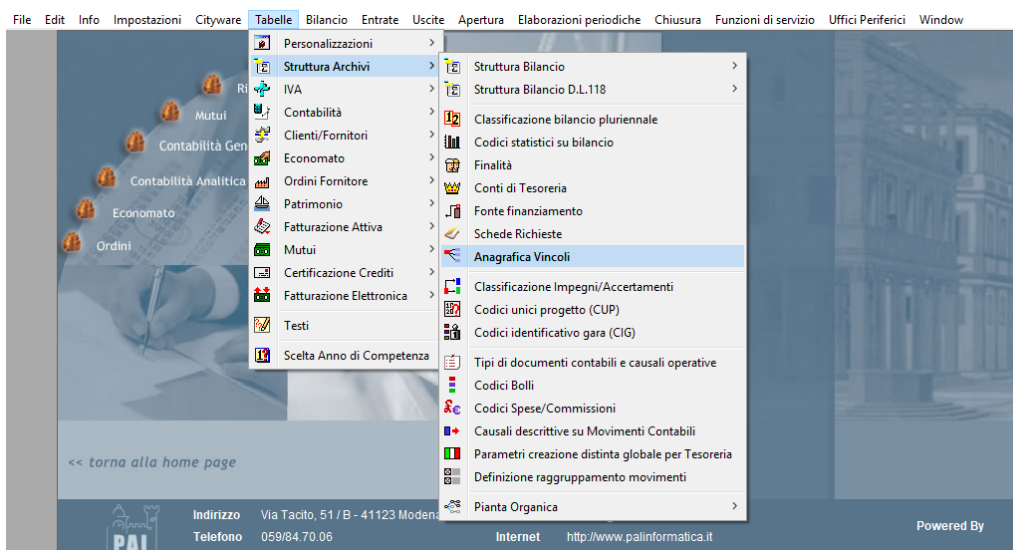 File Edit Info Impostazioni Cityware Tabelle Bilancio Entrate Uscite Apertura Elaborazioni periodiche Chiusura Funzioni di servizio Uffici Periferici Window
Personalizzazioni
Struttura Archivi
IVA
Contabilità
Clienti/Fornitori
Economato
Ordini Fornitore
Patrimonio
Fatturazione Attiva
Mutui
Certificazione Crediti
Fatturazione Elettronica
Testi
Scelta Anno di Competenza
Struttura Bilancio
Struttura Bilancio D.L.118
Classificazione bilancio pluriennale
Codici statistici su bilancio
Finalità
Conti di Tesoreria
Fonte finanziamento
Schede Richieste
Anagrafica Vincoli
Classificazione Impegni/Accertamenti
Codici unici progetto (CUP)
Codici identificativo gara (CIG)
Tipi di documenti contabili e causali operative
Codici Bolli
Codici Spese/Commissioni
Causali descrittive su Movimenti Contabili
Parametri creazione distinta globale per Tesoreria
Definizione raggruppamento movimenti
Pianta Organica
Ri
Mutui
Contabilità Gen
Contabilità Analitica
Economato
Ordini
<< torna alla home page
PAL
Indirizzo Via Tacito, 51 / B - 41123 Modena
Telefono 059/84.70.06
Internet http://www.palinformatica.it
Powered By